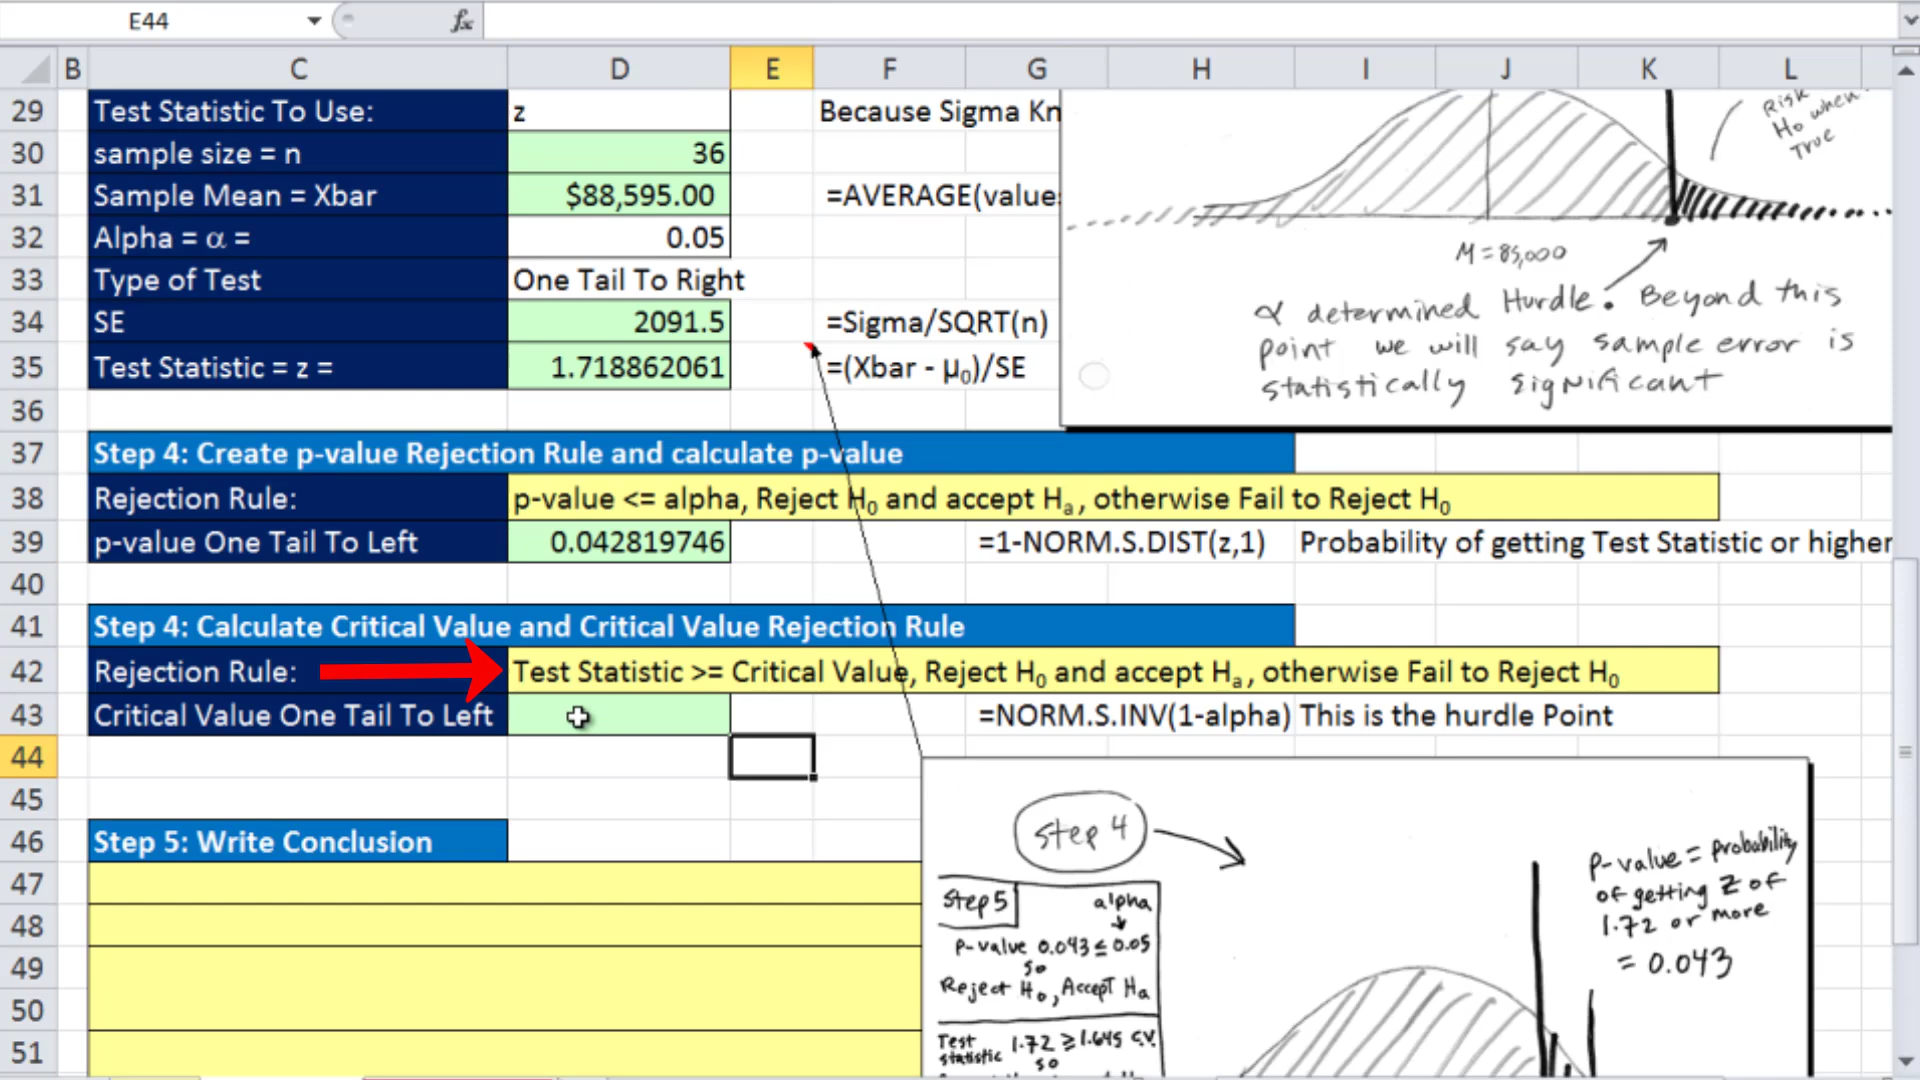 E44
fx
B C D E F G H I J K L
29 Test Statistic To Use: z Because Sigma Kn
30 sample size = n 36
31 Sample Mean = Xbar $88,595.00 =AVERAGE(values
32 Alpha = α = 0.05
33 Type of Test One Tail To Right
34 SE 2091.5 =Sigma/SQRT(n)
35 Test Statistic = z = 1.718862061 =(Xbar - μ₀)/SE
36
37 Step 4: Create p-value Rejection Rule and calculate p-value
38 Rejection Rule: p-value <= alpha, Reject H₀ and accept Hₐ, otherwise Fail to Reject H₀
39 p-value One Tail To Left 0.042819746 =1-NORM.S.DIST(z,1) Probability of getting Test Statistic or higher
40
41 Step 4: Calculate Critical Value and Critical Value Rejection Rule
42 Rejection Rule: Test Statistic >= Critical Value, Reject H₀ and accept Hₐ, otherwise Fail to Reject H₀
43 Critical Value One Tail To Left =NORM.S.INV(1-alpha) This is the hurdle Point
44
45
46 Step 5: Write Conclusion
47
48
49
50
51
Risk
H₀ when
True
M = 85,000
α determined Hurdle. Beyond this
point we will say sample error is
statistically significant
Step 4
Step 5 alpha
P-value 0.043 ≤ 0.05
so
Reject H₀, Accept Ha
Test
statistic 1.72 ≥ 1.645 C.V.
so
P-value = probability
of getting Z of
1.72 or more
= 0.043